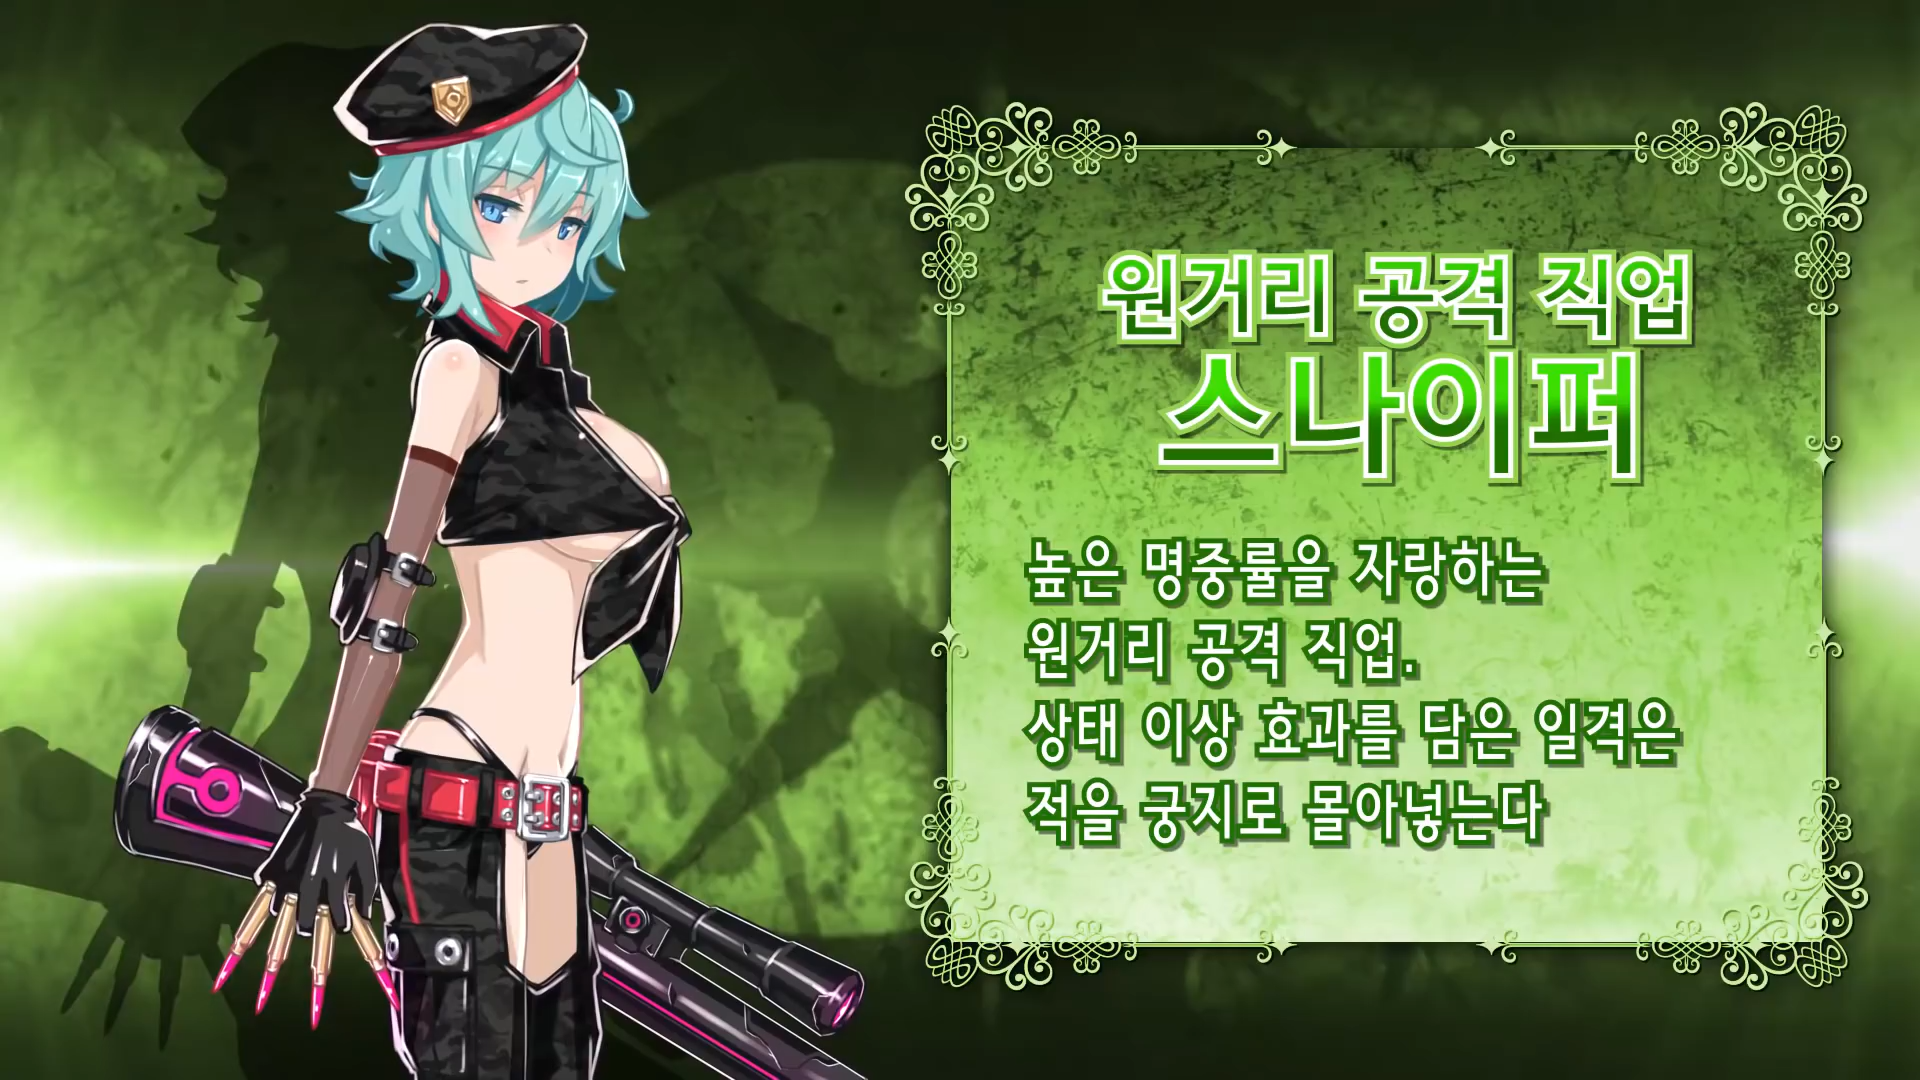 원거리 공격 직업
스나이퍼
높은 명중률을 자랑하는
원거리 공격 직업.
상태 이상 효과를 담은 일격은
적을 궁지로 몰아넣는다